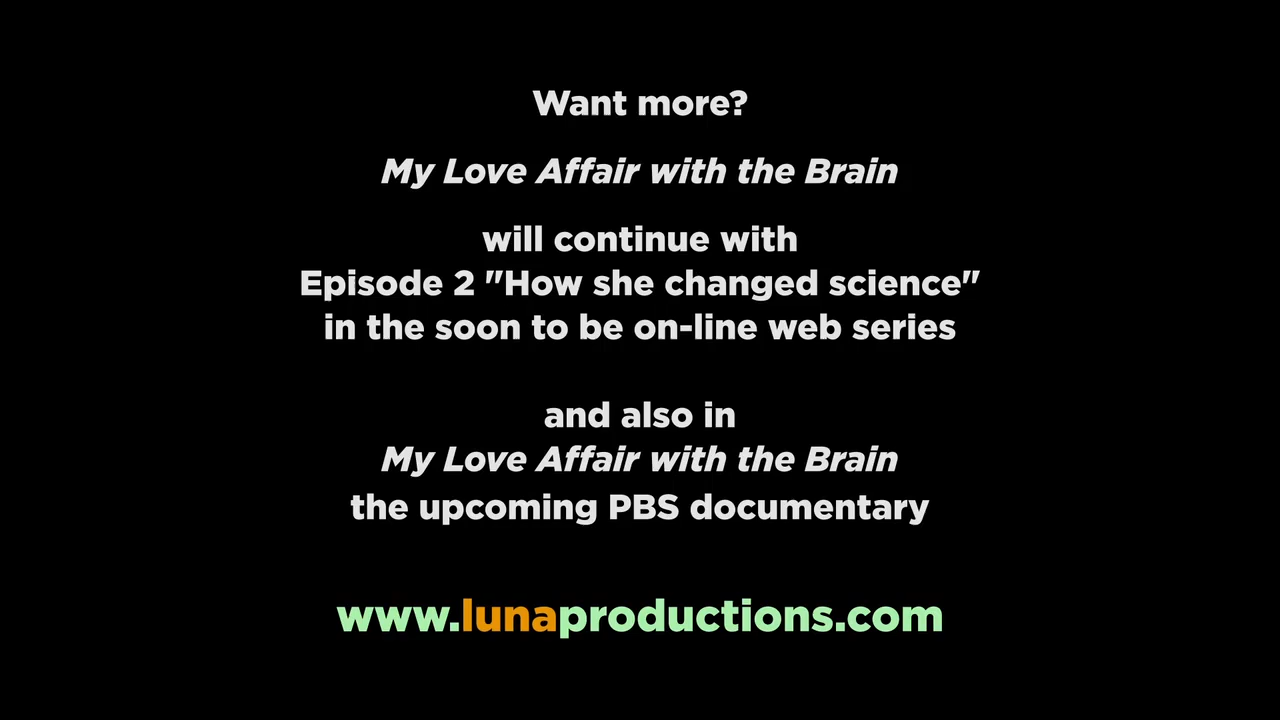 Want more?
My Love Affair with the Brain
will continue with
Episode 2 "How she changed science"
in the soon to be on-line web series
and also in
My Love Affair with the Brain
the upcoming PBS documentary
www.lunaproductions.com